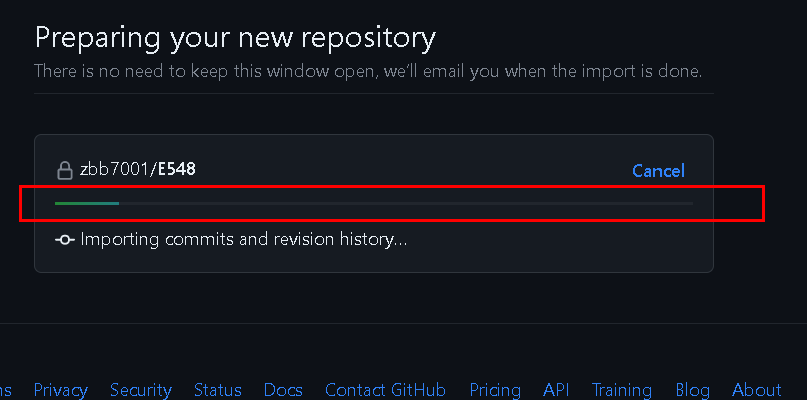 Preparing your new repository
There is no need to keep this window open, we'll email you when the import is done.
zbb7001/E548 Cancel
Importing commits and revision history...
Privacy Security Status Docs Contact GitHub Pricing API Training Blog About